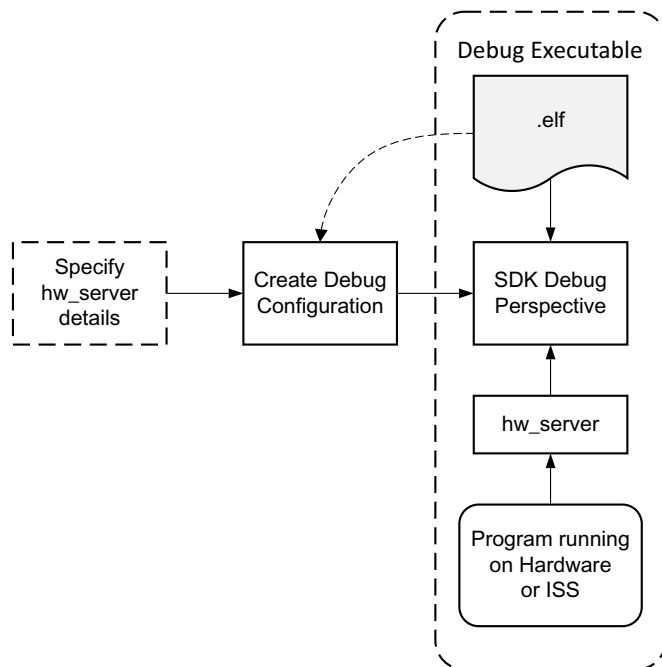 Debug Executable
.elf
Specify
hw_server
details
Create Debug
Configuration
SDK Debug
Perspective
hw_server
Program running
on Hardware
or ISS